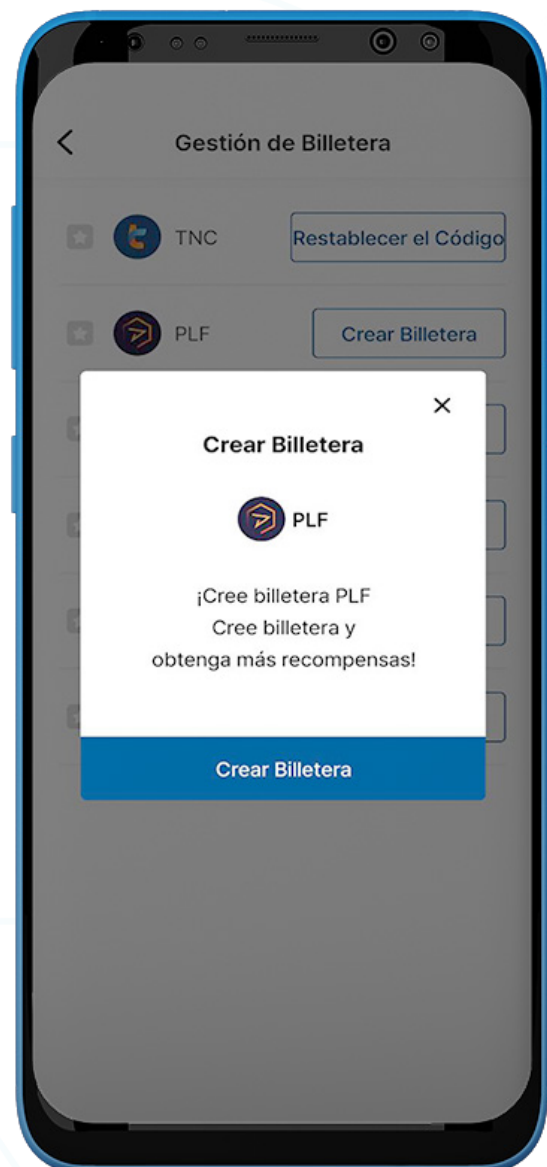 Gestión de Billetera
TNC
Restablecer el Código
PLF
Crear Billetera
Crear Billetera
PLF
¡Cree billetera PLF
Cree billetera y
obtenga más recompensas!
Crear Billetera